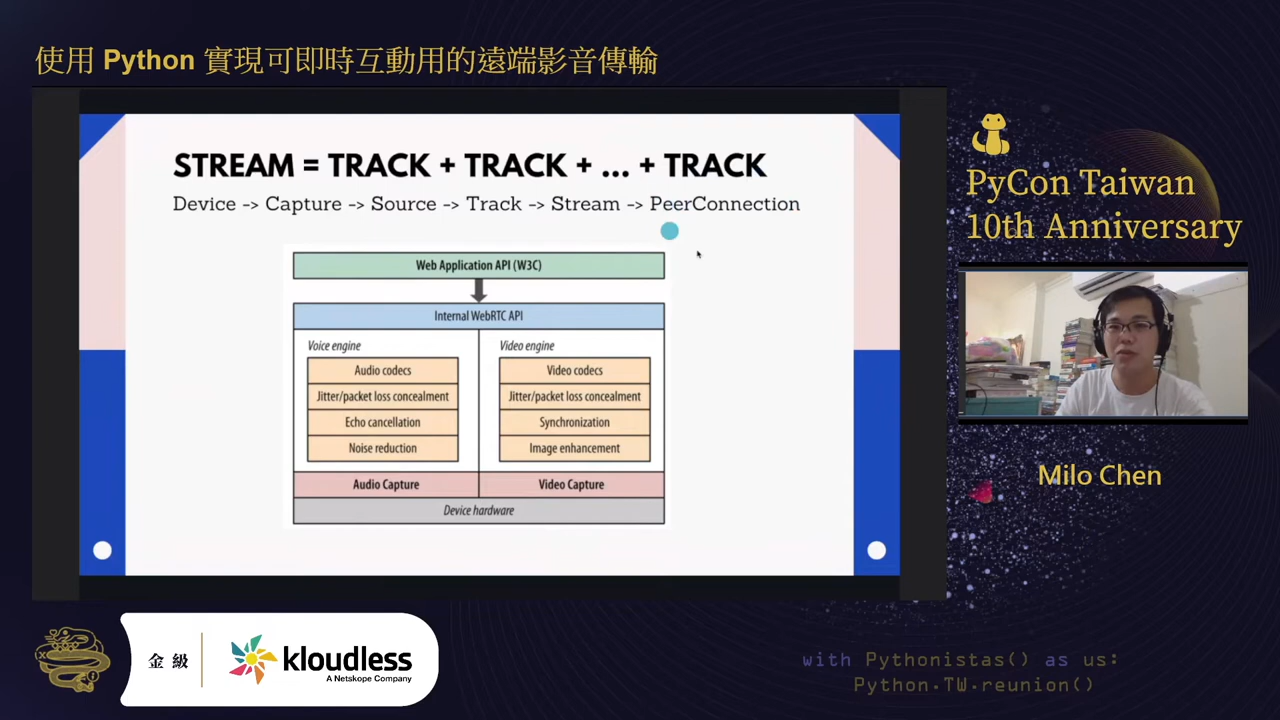 使用 Python 實現可即時互動用的遠端影音傳輸
STREAM = TRACK + TRACK + ... + TRACK
Device -> Capture -> Source -> Track -> Stream -> PeerConnection
Web Application API (W3C)
Internal WebRTC API
Voice engine
Audio codecs
Jitter/packet loss concealment
Echo cancellation
Noise reduction
Video engine
Video codecs
Jitter/packet loss concealment
Synchronization
Image enhancement
Audio Capture
Video Capture
Device hardware
PyCon Taiwan
10th Anniversary
Milo Chen
金級
kloudless
A Netskope Company
with Pythonistas() as us:
Python.TW.reunion()